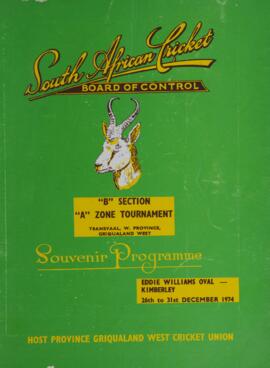 South African Cricket
BOARD OF CONTROL
"B" SECTION
"A" ZONE TOURNAMENT
TRANSVAAL, W. PROVINCE,
GRIQUALAND WEST
Souvenir Programme
EDDIE WILLIAMS OVAL —
KIMBERLEY
26th to 31st DECEMBER 1974
HOST PROVINCE GRIQUALAND WEST CRICKET UNION